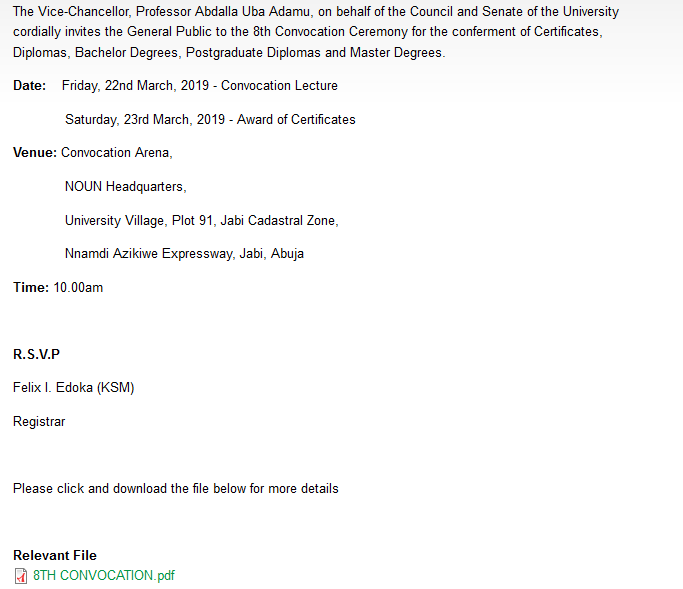 The Vice-Chancellor, Professor Abdalla Uba Adamu, on behalf of the Council and Senate of the University
cordially invites the General Public to the 8th Convocation Ceremony for the conferment of Certificates,
Diplomas, Bachelor Degrees, Postgraduate Diplomas and Master Degrees.
Date: Friday, 22nd March, 2019 - Convocation Lecture
Saturday, 23rd March, 2019 - Award of Certificates
Venue: Convocation Arena,
NOUN Headquarters,
University Village, Plot 91, Jabi Cadastral Zone,
Nnamdi Azikiwe Expressway, Jabi, Abuja
Time: 10.00am
R.S.V.P
Felix I. Edoka (KSM)
Registrar
Please click and download the file below for more details
Relevant File
8TH CONVOCATION.pdf